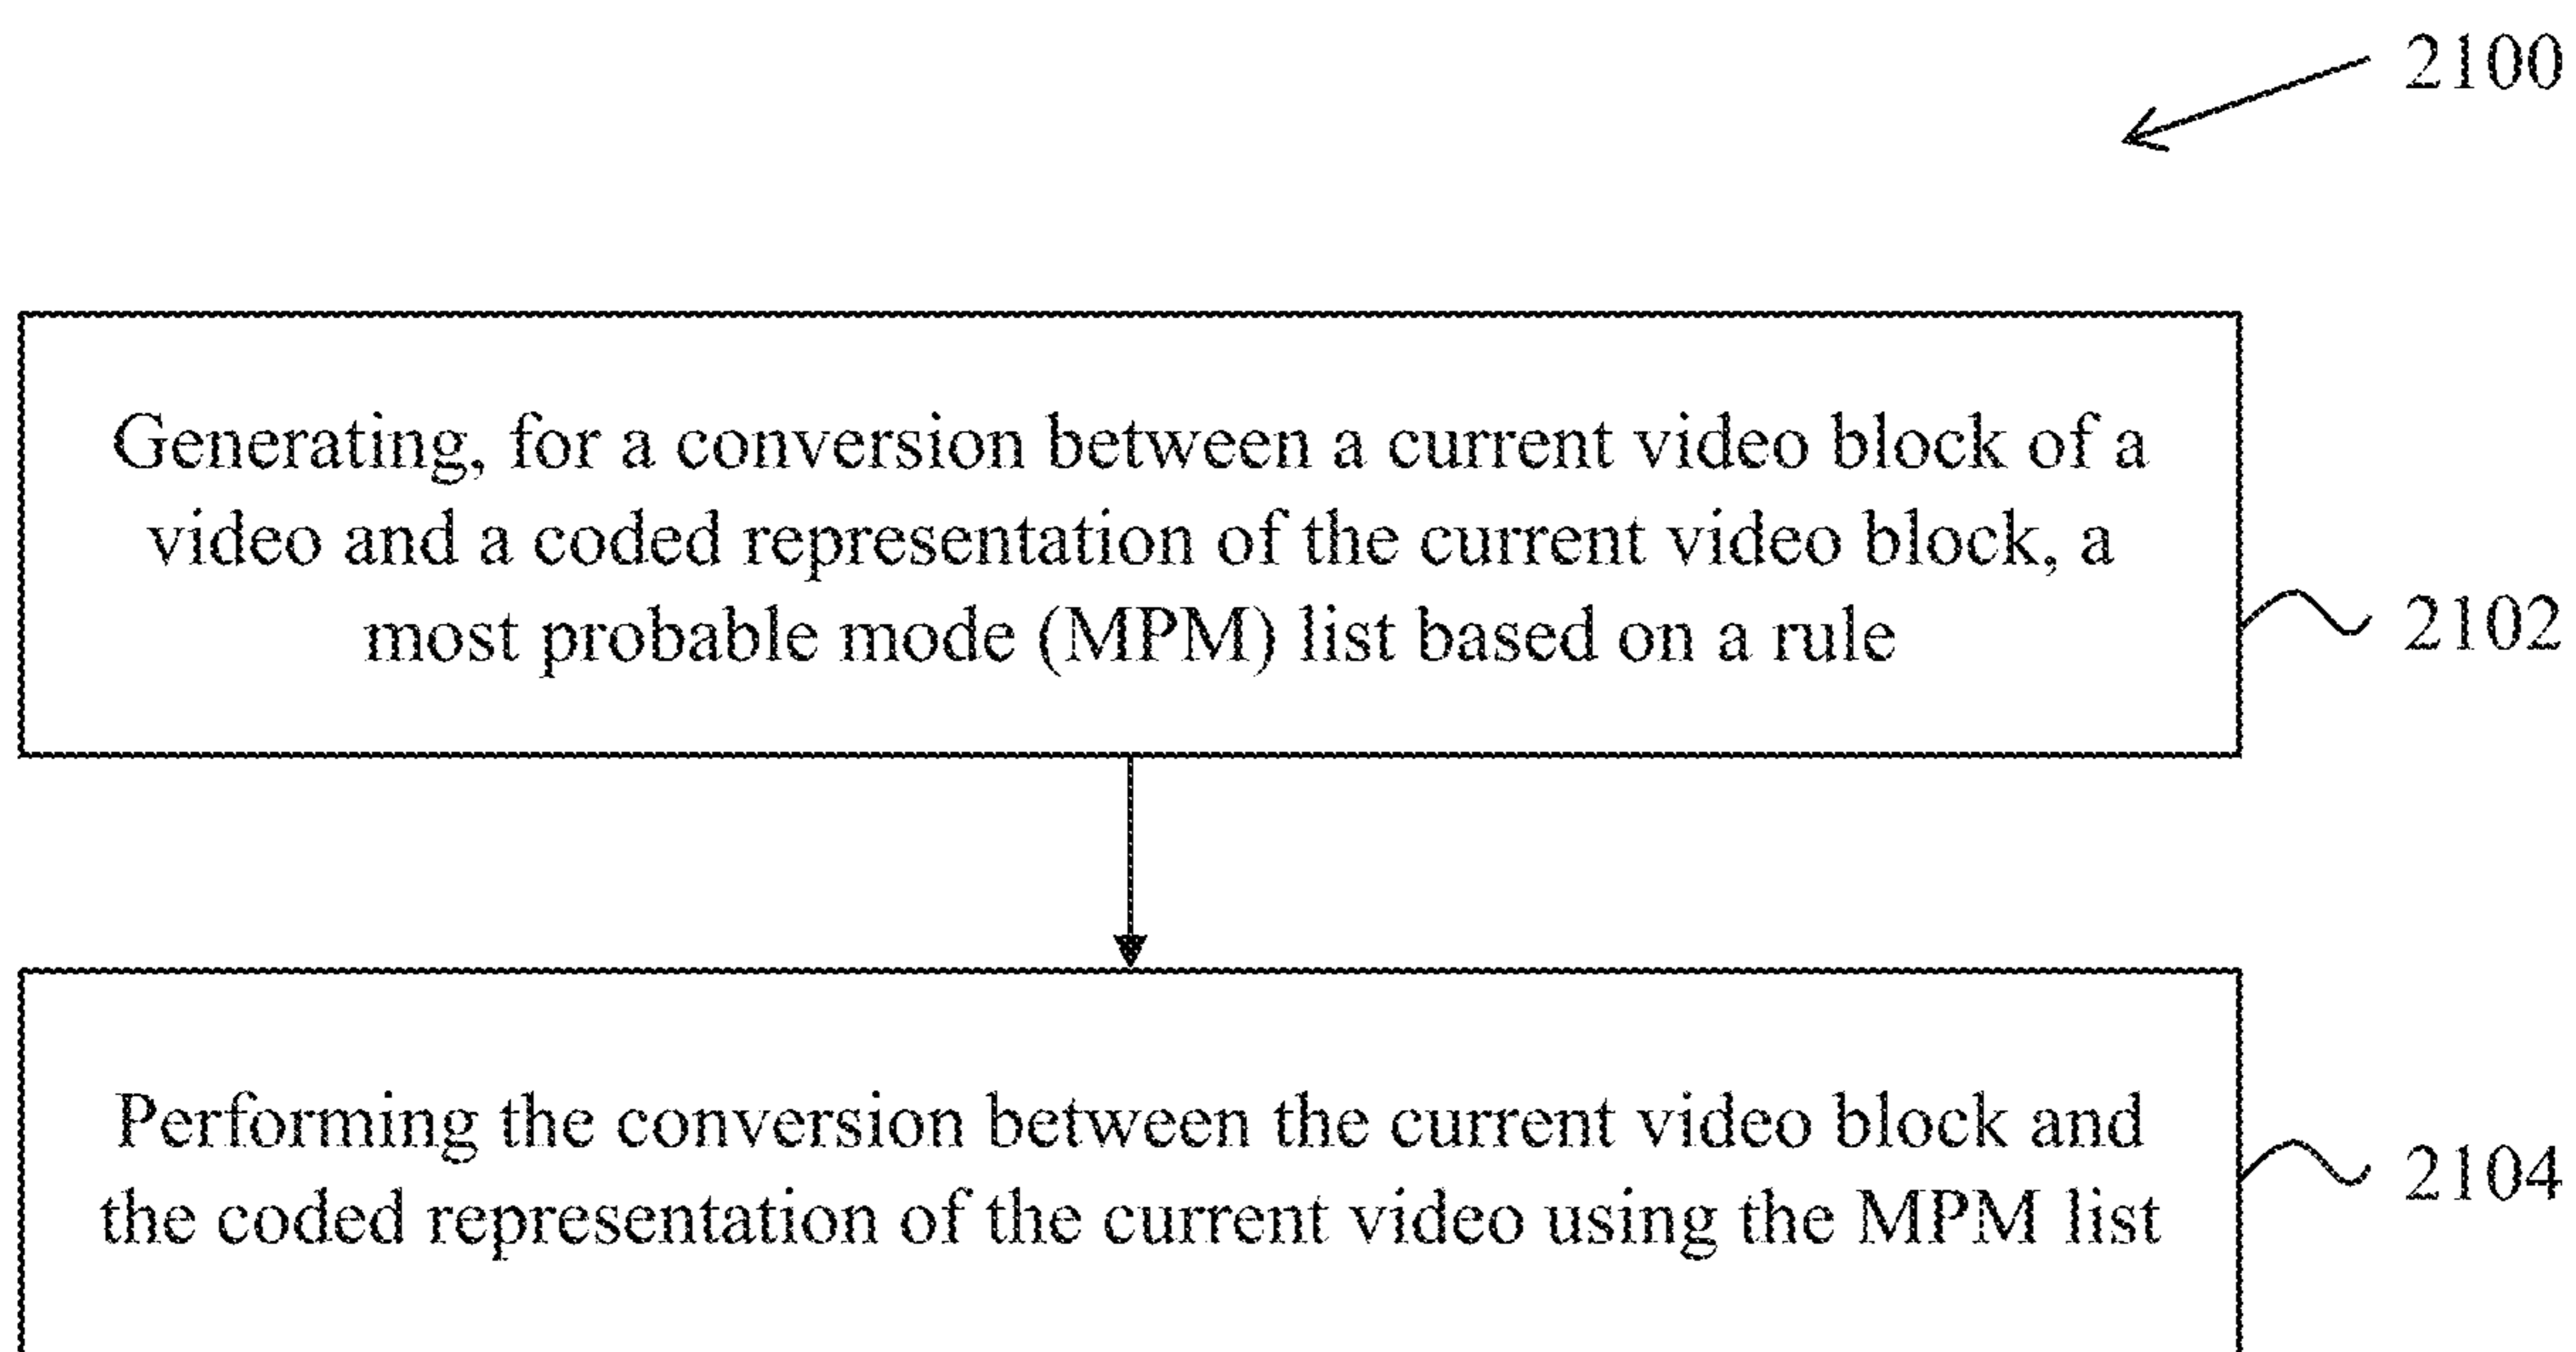 2100
Generating, for a conversion between a current video block of a
video and a coded representation of the current video block, a
most probable mode (MPM) list based on a rule
2102
Performing the conversion between the current video block and
the coded representation of the current video using the MPM list
2104